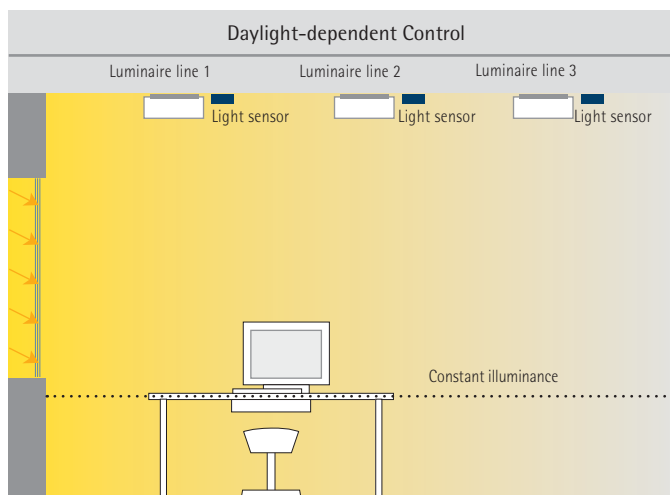 Daylight-dependent Control
Luminaire line 1
Luminaire line 2
Luminaire line 3
Light sensor
Light sensor
Light sensor
Constant illuminance